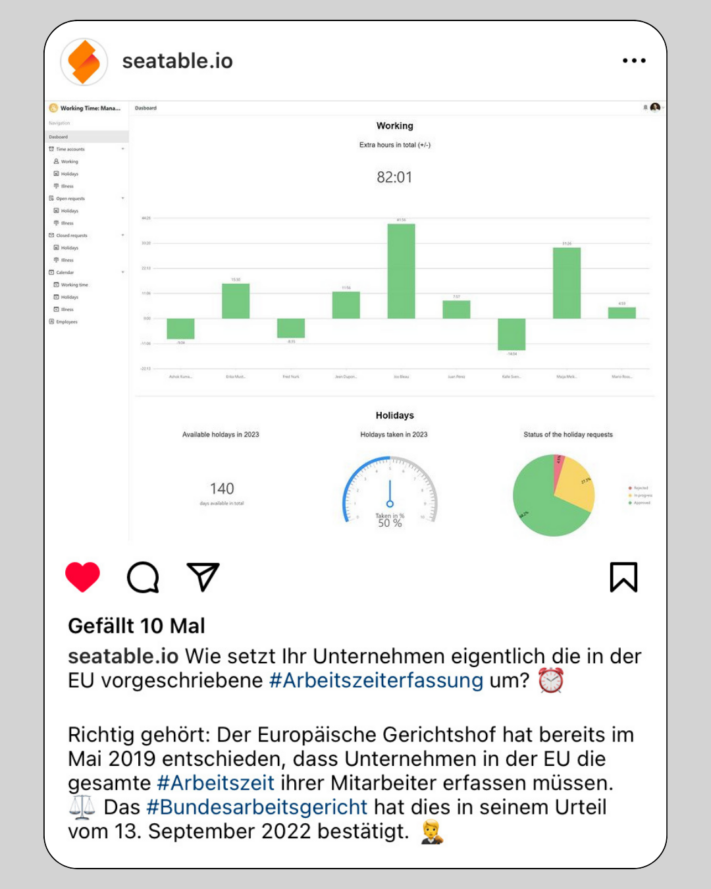 seatable.io
Working Time: Mana...
Dasboard
Navigation
Dasboard
Time accounts
Working
Holidays
Illness
Open requests
Holidays
Illness
Closed requests
Holidays
Illness
Calendar
Working time
Holidays
Illness
Employees
Working
Extra hours in total (+/-)
82:01
Holidays
Available holdays in 2023
Holdays taken in 2023
Status of the holiday requests
140
days available in total
Taken in %
50 %
Rejected
In progress
Approved
Gefällt 10 Mal
seatable.io Wie setzt Ihr Unternehmen eigentlich die in der
EU vorgeschriebene #Arbeitszeiterfassung um? ⏰
Richtig gehört: Der Europäische Gerichtshof hat bereits im
Mai 2019 entschieden, dass Unternehmen in der EU die
gesamte #Arbeitszeit ihrer Mitarbeiter erfassen müssen.
⚖️ Das #Bundesarbeitsgericht hat dies in seinem Urteil
vom 13. September 2022 bestätigt. 🧑‍⚖️